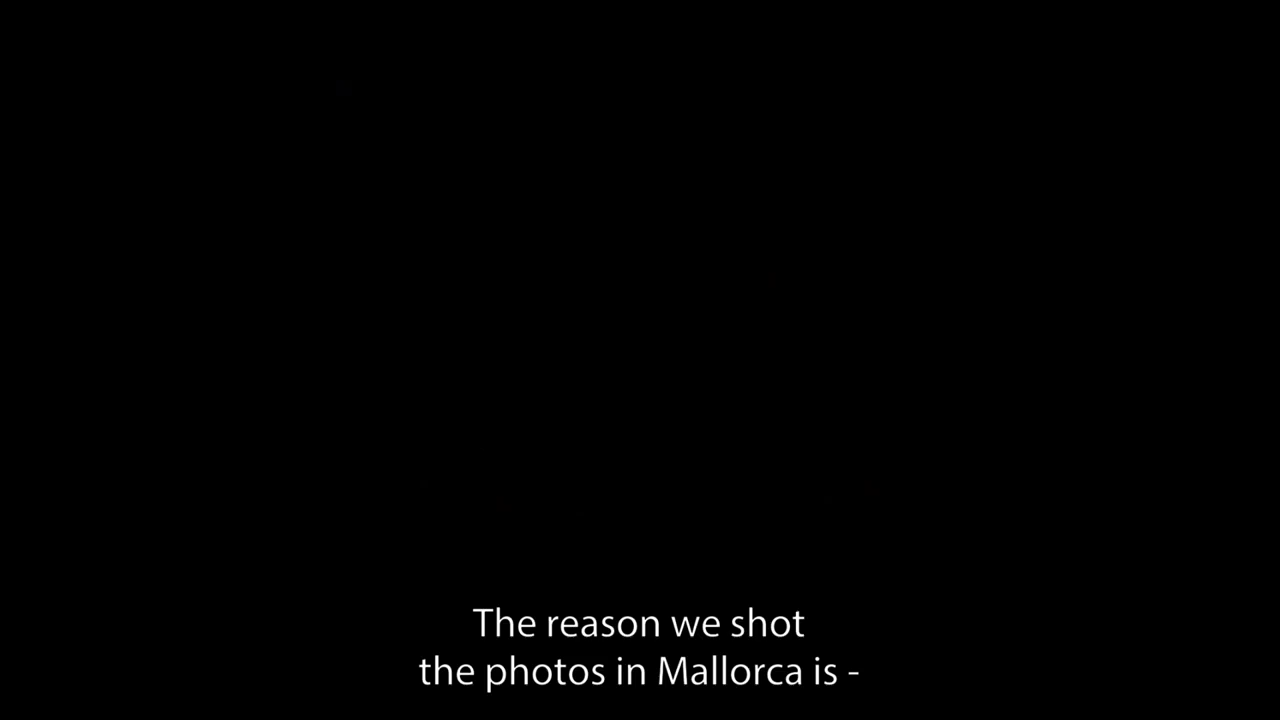 The reason we shot
the photos in Mallorca is -